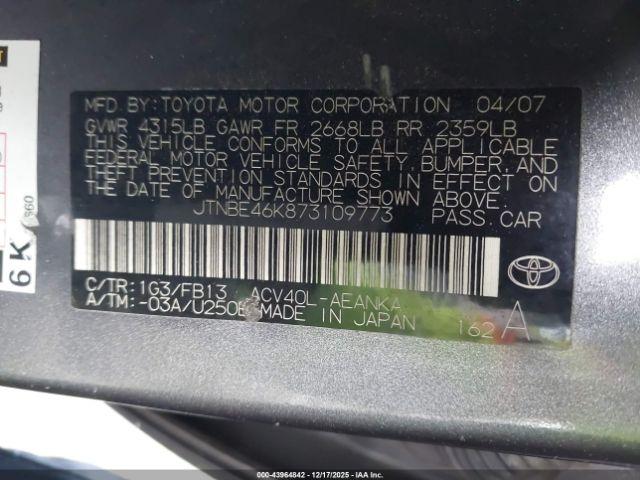 MFD.BY:TOYOTA MOTOR CORPORATION 04/07
GVWR 4315LB GAWR FR 2668LB RR 2359LB
THIS VEHICLE CONFORMS TO ALL APPLICABLE
FEDERAL MOTOR VEHICLE SAFETY,BUMPER,AND
THEFT PREVENTION STANDARDS IN EFFECT ON
THE DATE OF MANUFACTURE SHOWN ABOVE.
JTNBE46K873109773 PASS.CAR
C/TR:1G3/FB13 ACV40L-AEANKA
A/TM:-03A/U250E MADE IN JAPAN 162 A
6K
360
000-43964842 - 12/17/2025 - IAAI, Inc.